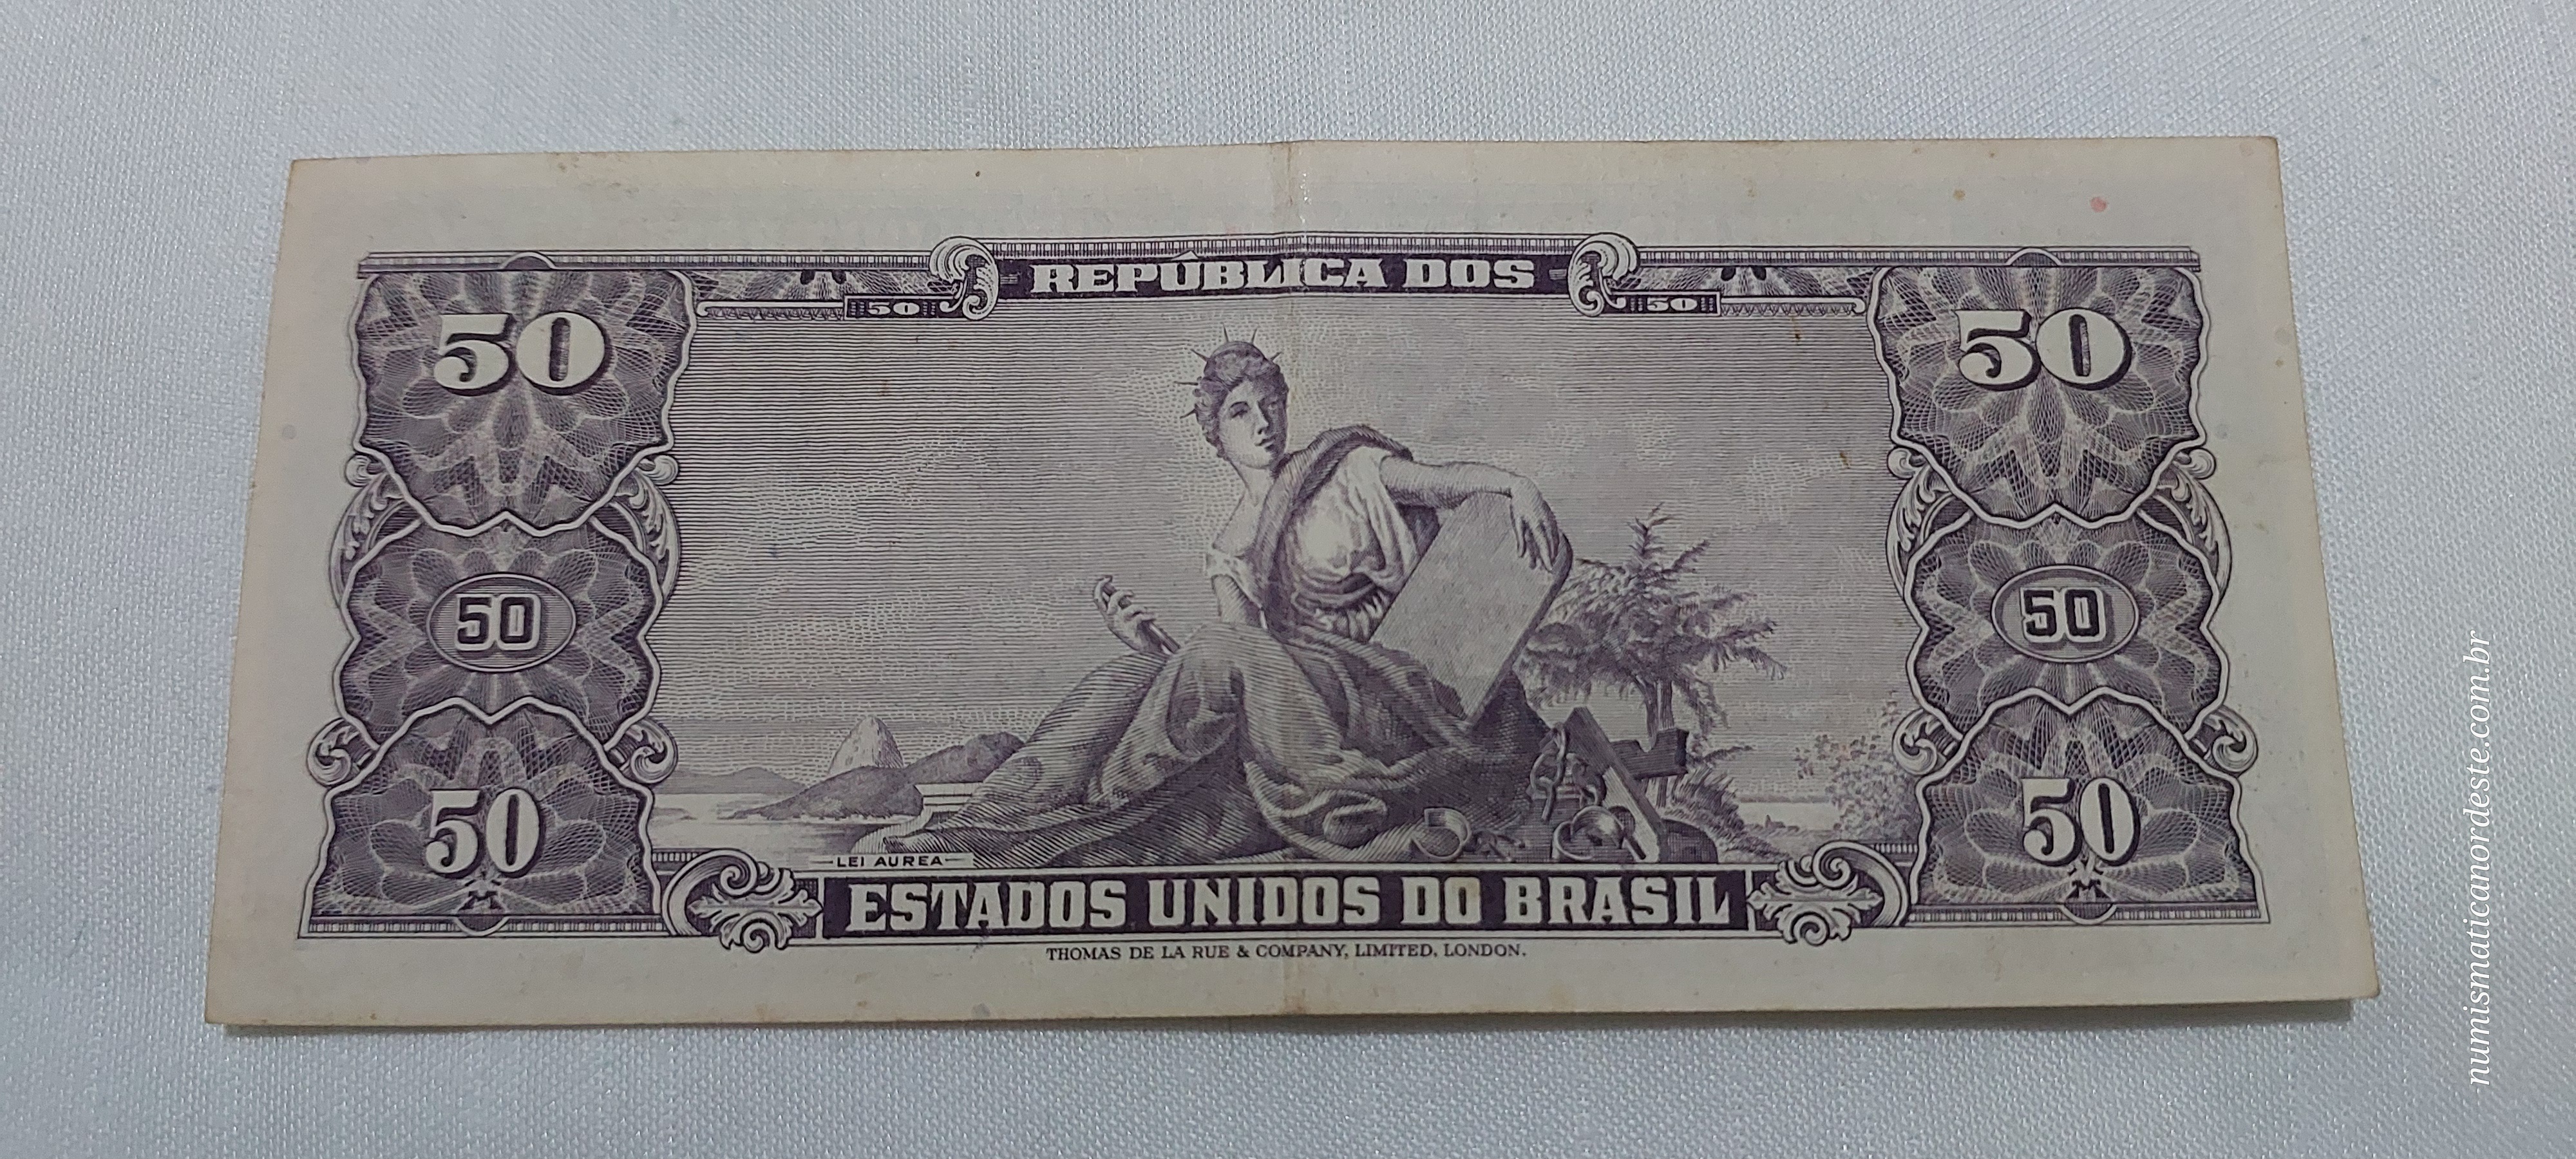 REPÚBLICA DOS
50 50
50 50
50 50
50 50
LEI AUREA
ESTADOS UNIDOS DO BRASIL
THOMAS DE LA RUE & COMPANY, LIMITED, LONDON.
numismaticanordeste.com.br